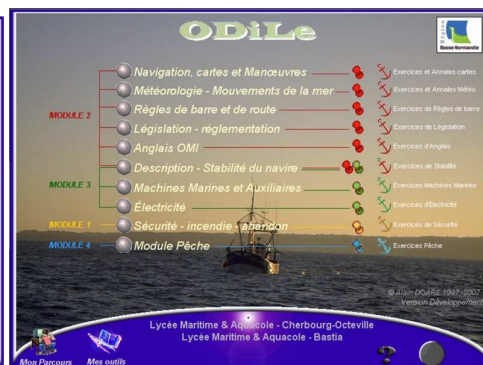 ODiLe
Région
Basse-Normandie
Navigation, cartes et Manœuvres
Exercices et Annales cartes
Météorologie - Mouvements de la mer
Exercices et Annales Météo
MODULE 2
Règles de barre et de route
Exercices de Règles de barre
Législation - réglementation
Exercices de Législation
Anglais OMI
Exercices d'Anglais
Description - Stabilité du navire
Exercices de Stabilité
MODULE 3
Machines Marines et Auxiliaires
Exercices Machines Marines
Électricité
Exercices d'Electricité
MODULE 1
Sécurité - incendie - abandon
Exercices de Sécurité
MODULE 4
Module Pêche
Exercices Pêche
© Alain DOARE 1997-2007
Version Développement
Lycée Maritime & Aquacole - Cherbourg-Octeville
Lycée Maritime & Aquacole - Bastia
Mon Parcours
Mes outils
?